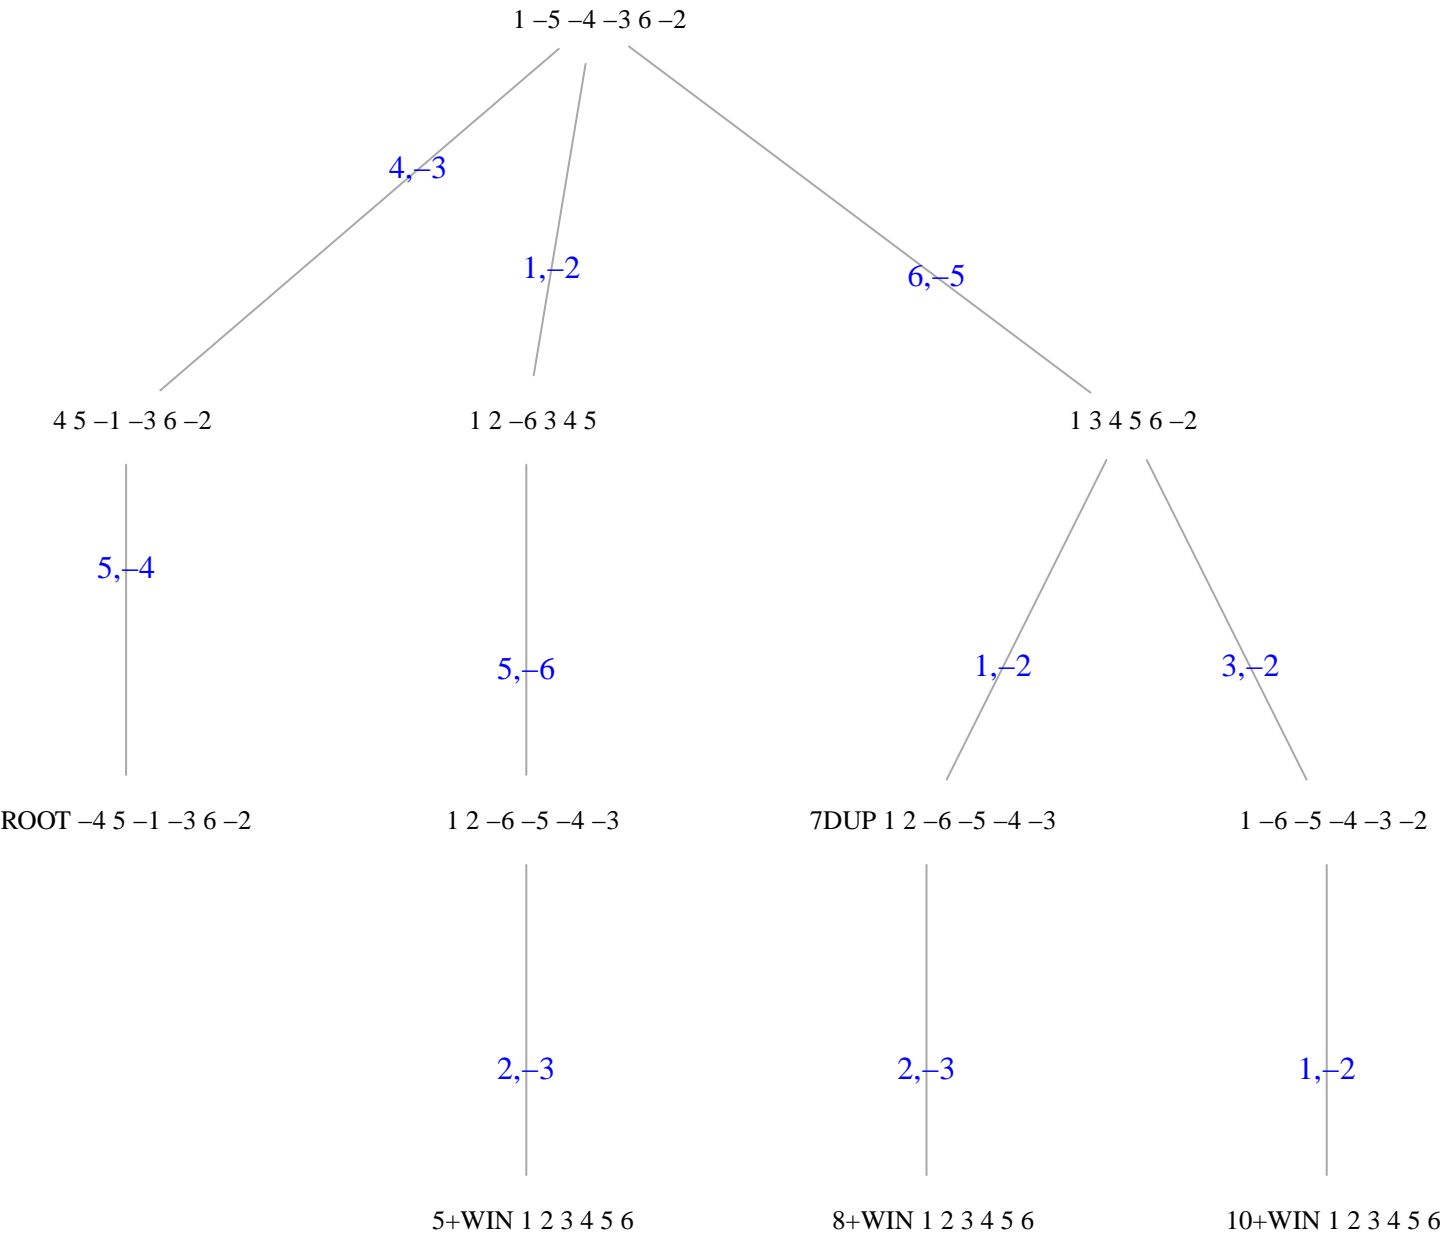 1 –5 –4 –3 6 –2
4,–3
1,–2
6,–5
4 5 –1 –3 6 –2
1 2 –6 3 4 5
1 3 4 5 6 –2
5,–4
5,–6
1,–2
3,–2
ROOT –4 5 –1 –3 6 –2
1 2 –6 –5 –4 –3
7DUP 1 2 –6 –5 –4 –3
1 –6 –5 –4 –3 –2
2,–3
2,–3
1,–2
5+WIN 1 2 3 4 5 6
8+WIN 1 2 3 4 5 6
10+WIN 1 2 3 4 5 6